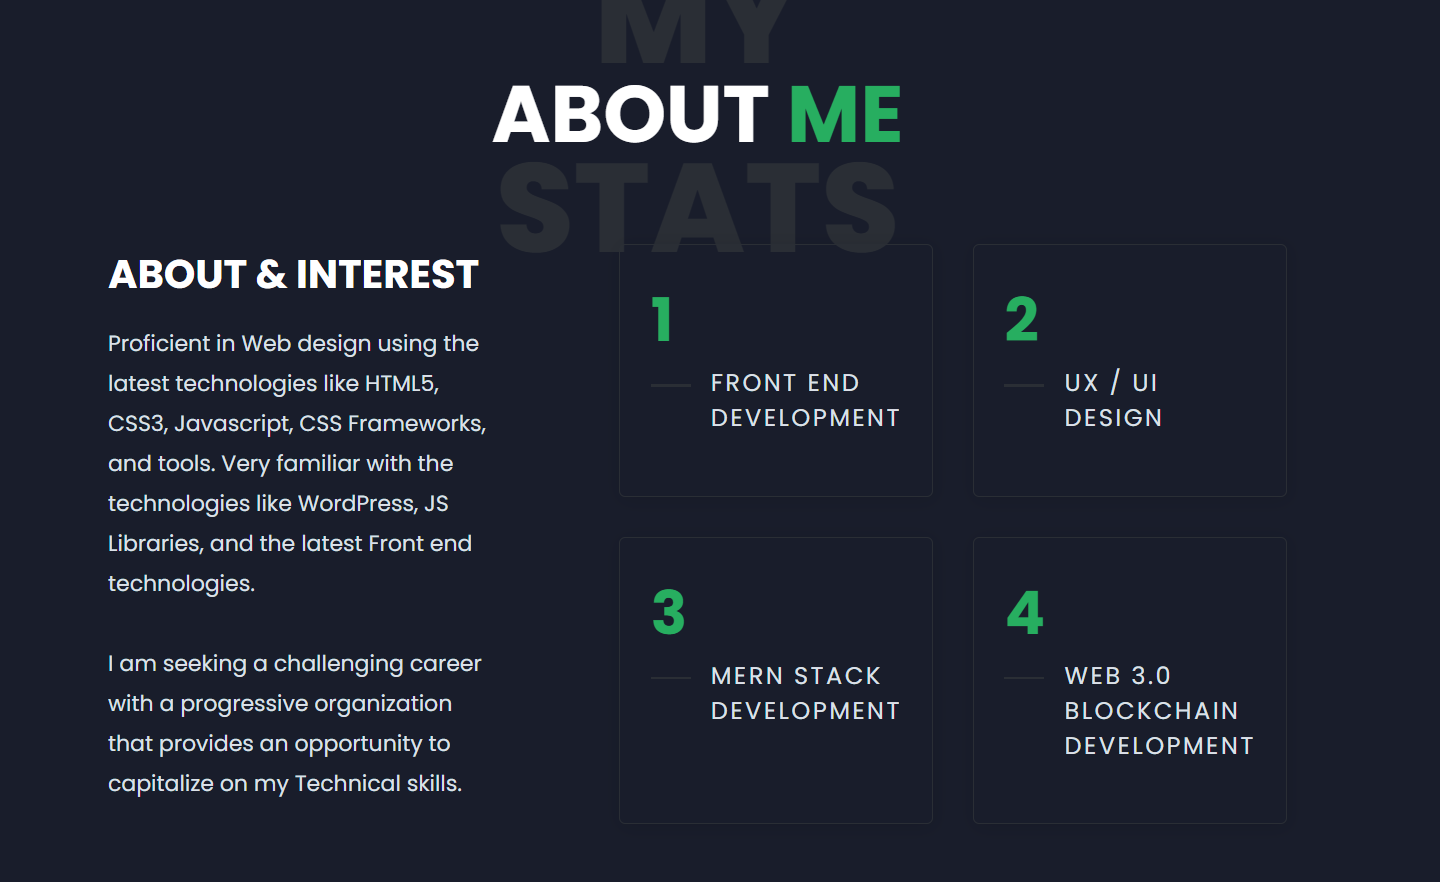 MY
ABOUT ME
STATS
ABOUT & INTEREST
Proficient in Web design using the
latest technologies like HTML5,
CSS3, Javascript, CSS Frameworks,
and tools. Very familiar with the
technologies like WordPress, JS
Libraries, and the latest Front end
technologies.
I am seeking a challenging career
with a progressive organization
that provides an opportunity to
capitalize on my Technical skills.
1
FRONT END
DEVELOPMENT
2
UX / UI
DESIGN
3
MERN STACK
DEVELOPMENT
4
WEB 3.0
BLOCKCHAIN
DEVELOPMENT